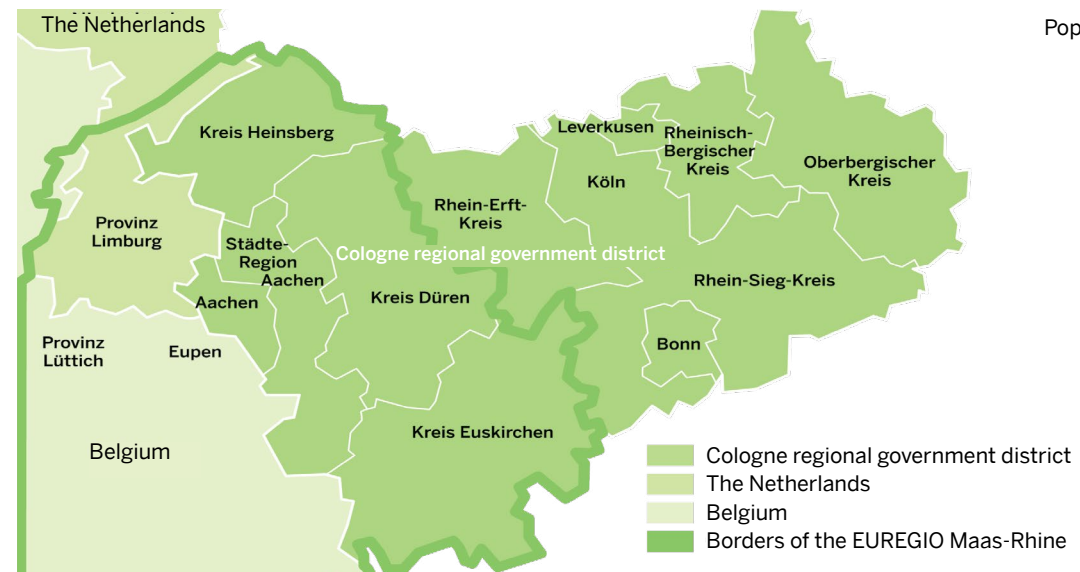 The Netherlands
Pop
Kreis Heinsberg
Leverkusen
Rheinisch-
Bergischer
Kreis
Oberbergischer
Kreis
Köln
Rhein-Erft-
Kreis
Provinz
Limburg
Städte-
Region
Aachen
Cologne regional government district
Rhein-Sieg-Kreis
Aachen
Kreis Düren
Provinz
Lüttich
Eupen
Bonn
Kreis Euskirchen
Belgium
Cologne regional government district
The Netherlands
Belgium
Borders of the EUREGIO Maas-Rhine